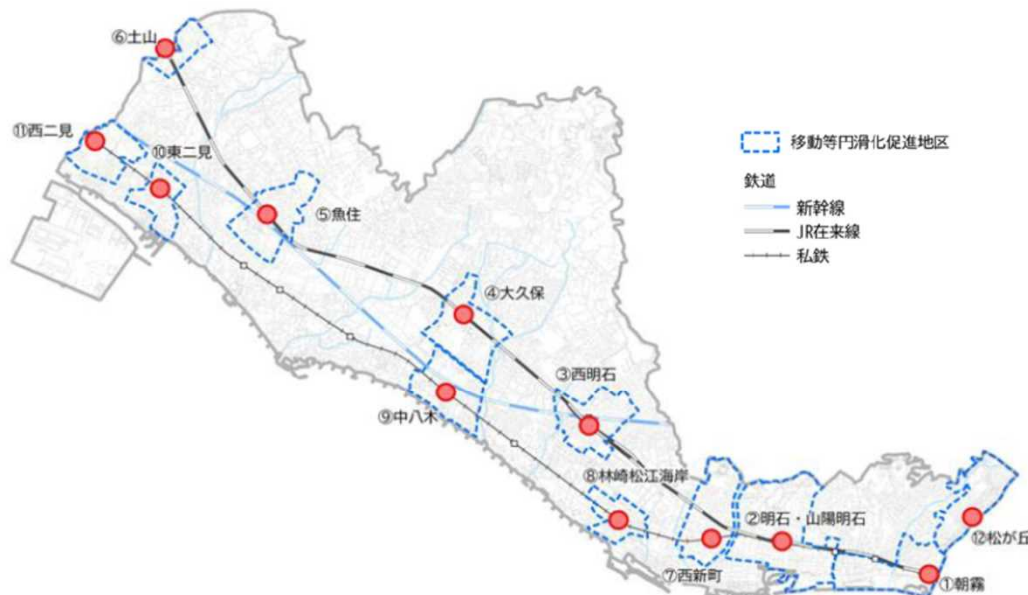 ⑥土山
⑪西二見
⑩東二見
⑤魚住
④大久保
③西明石
⑨中八木
⑧林崎松江海岸
②明石・山陽明石
⑦西新町
⑫松が丘
①朝霧
移動等円滑化促進地区
鉄道
新幹線
JR在来線
私鉄